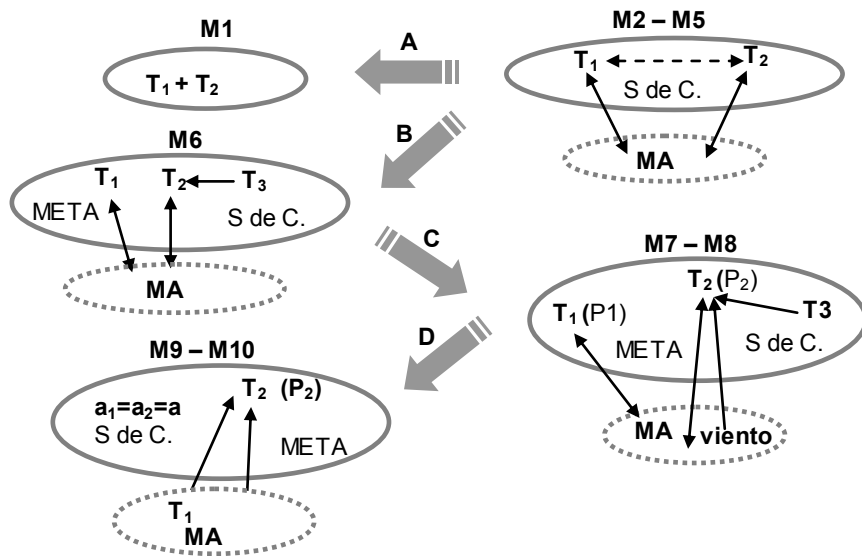 M1
T₁ + T₂
A
M2 – M5
T₁ T₂
S de C.
MA
B
M6
T₁ T₂ T₃
META S de C.
MA
C
M7 – M8
T₂ (P₂)
T₁ (P1) T3
META S de C.
MA viento
D
M9 – M10
T₂ (P₂)
a₁=a₂=a
S de C. META
T₁
MA